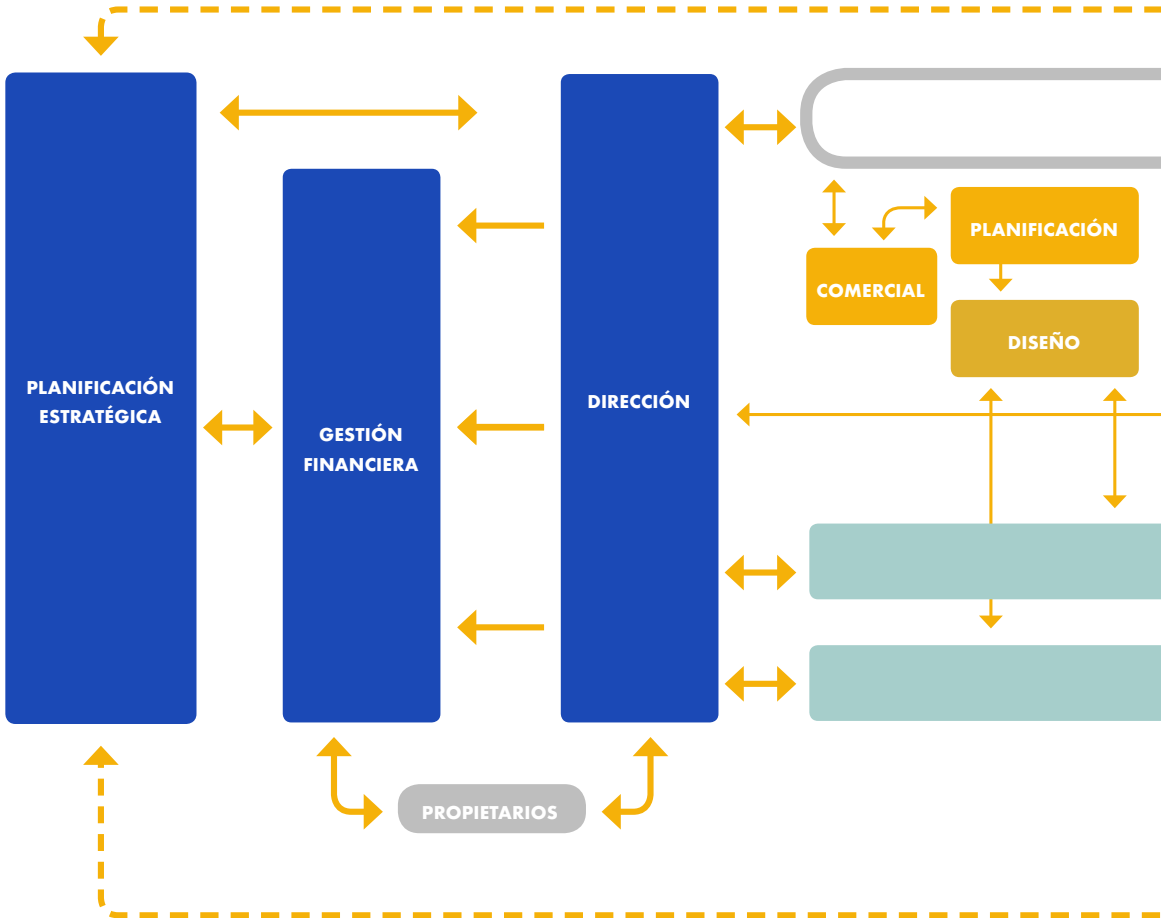 PLANIFICACIÓN
ESTRATÉGICA
GESTIÓN
FINANCIERA
DIRECCIÓN
PLANIFICACIÓN
COMERCIAL
DISEÑO
PROPIETARIOS